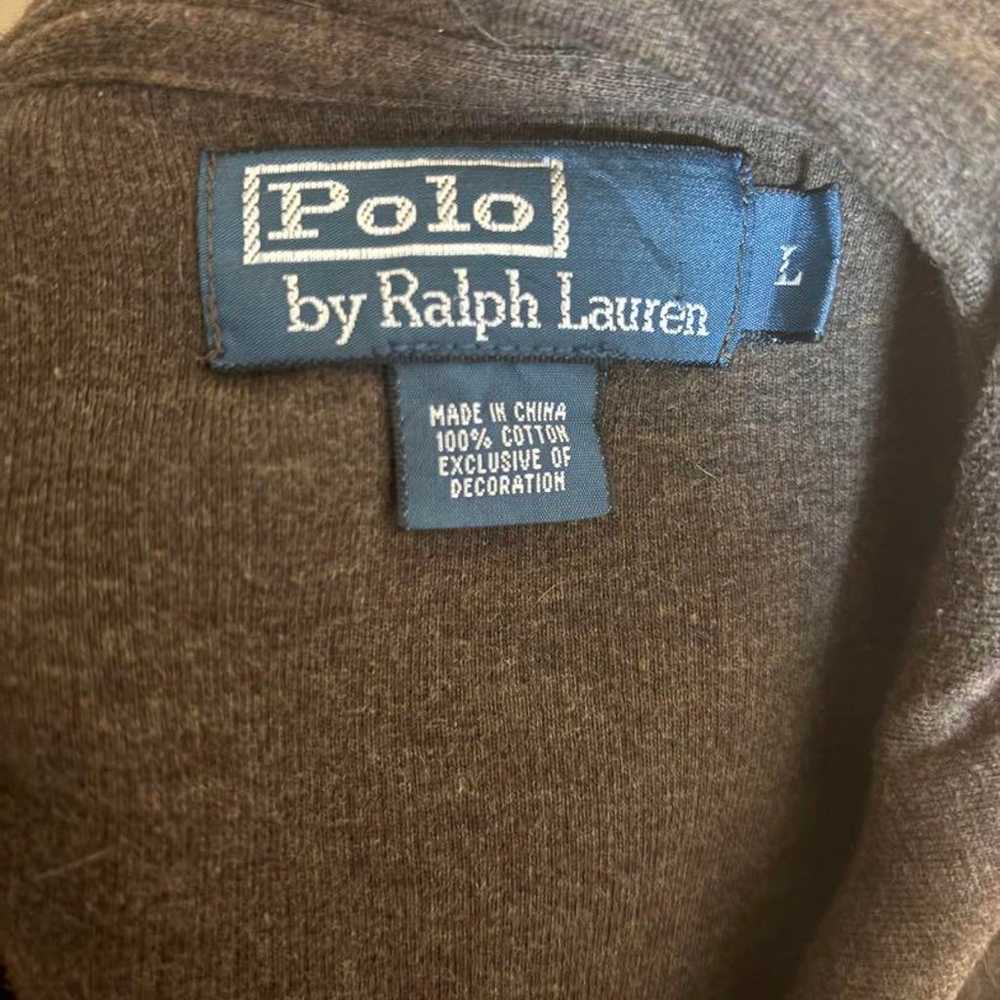 Polo
by Ralph Lauren
L
MADE IN CHINA
100% COTTON
EXCLUSIVE OF
DECORATION